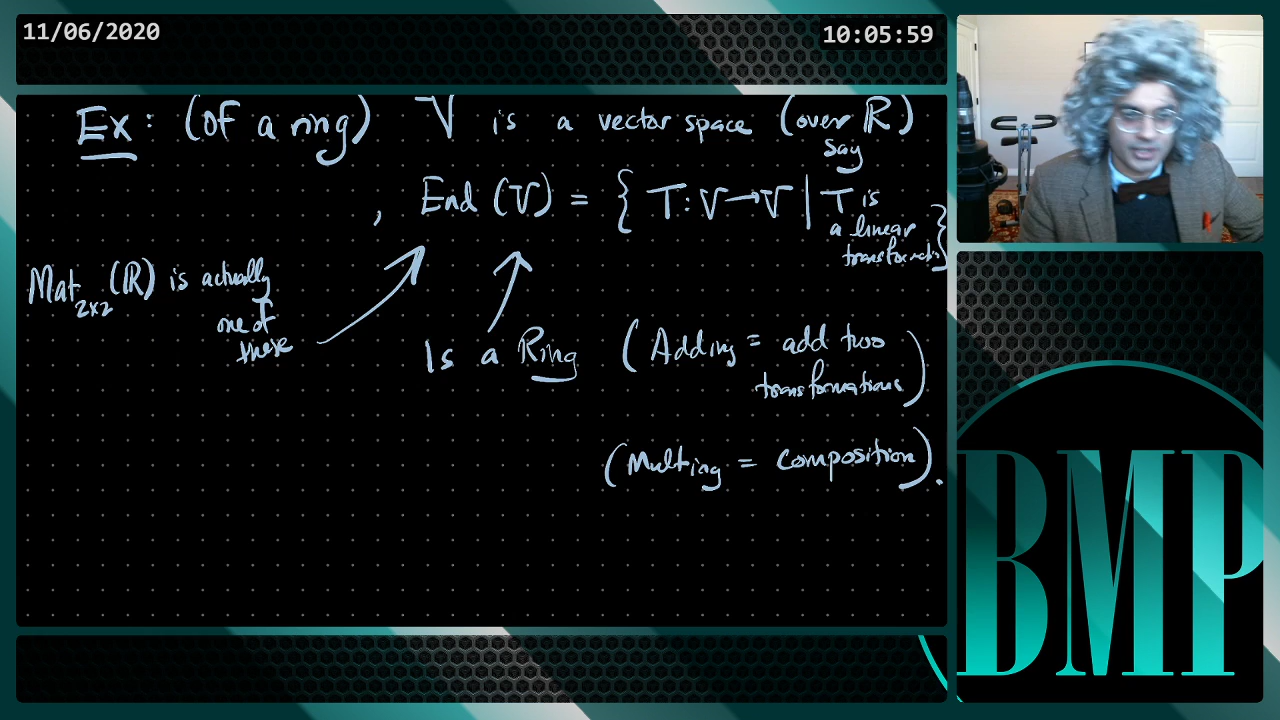 11/06/2020
10:05:59
Ex: (of a ring) V is a vector space (over ℝ)
say
, End (V) = { T: V → V | T is
a linear
transformation }
Mat₂ₓ₂(ℝ) is actually
one of
these
Is a Ring (Adding = add two
transformations)
(Multing = composition).
BMP